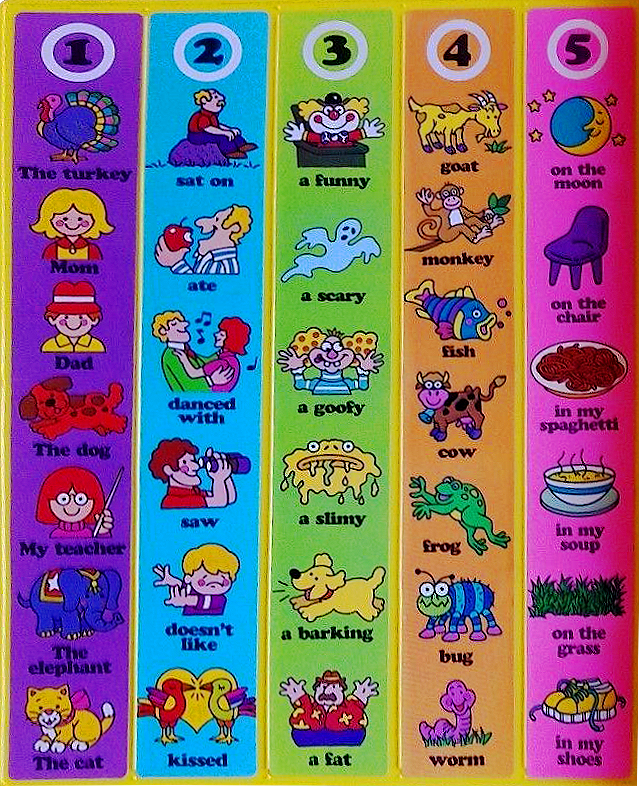 1
The turkey
Mom
Dad
The dog
My teacher
The
elephant
The cat
2
sat on
ate
danced
with
saw
doesn't
like
kissed
3
a funny
a scary
a goofy
a slimy
a barking
a fat
4
goat
monkey
fish
cow
frog
bug
worm
5
on the
moon
on the
chair
in my
spaghetti
in my
soup
on the
grass
in my
shoes